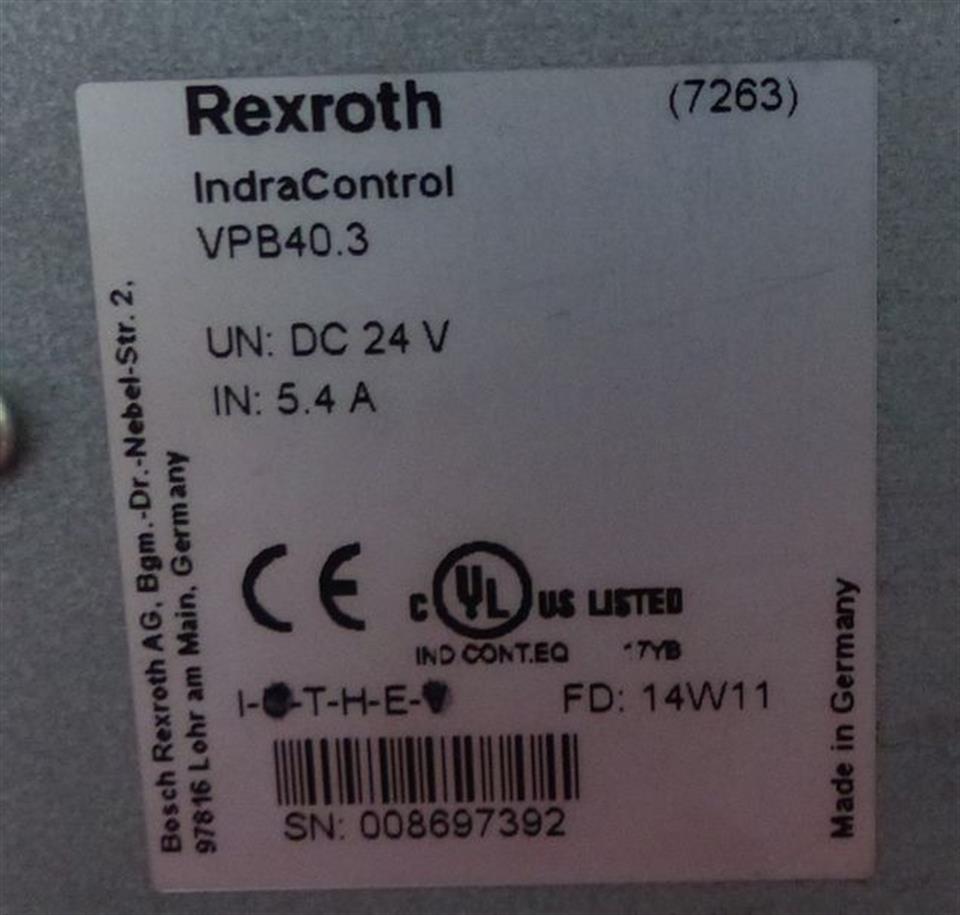 Rexroth
(7263)
IndraControl
VPB40.3
UN: DC 24 V
IN: 5.4 A
Bosch Rexroth AG, Bgm.-Dr.-Nebel-Str. 2,
97816 Lohr am Main, Germany
CE
C UL US LISTED
IND CONT.EQ
FD: 14W11
SN: 008697392
Made in Germany